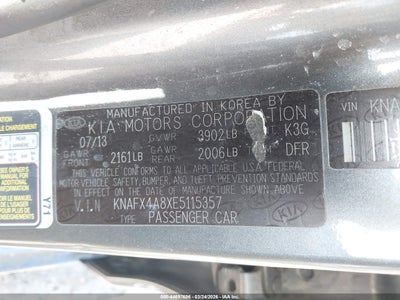 MANUFACTURED IN KOREA BY
KIA MOTORS CORPORATION
07/13 GVWR 3902LB K3G
GAWR FRONT 2161LB GAWR REAR 2006LB DFR
THIS VEHICLE CONFORMS TO ALL APPLICABLE U.S. FEDERAL
MOTOR VEHICLE SAFETY, BUMPER, AND THEFT PREVENTION STANDARDS
IN EFFECT ON THE DATE OF MANUFACTURE SHOWN ABOVE.
V.I.N KNAFX4A8XE5115357
PASSENGER CAR
KIA
Y71
VIN KNA